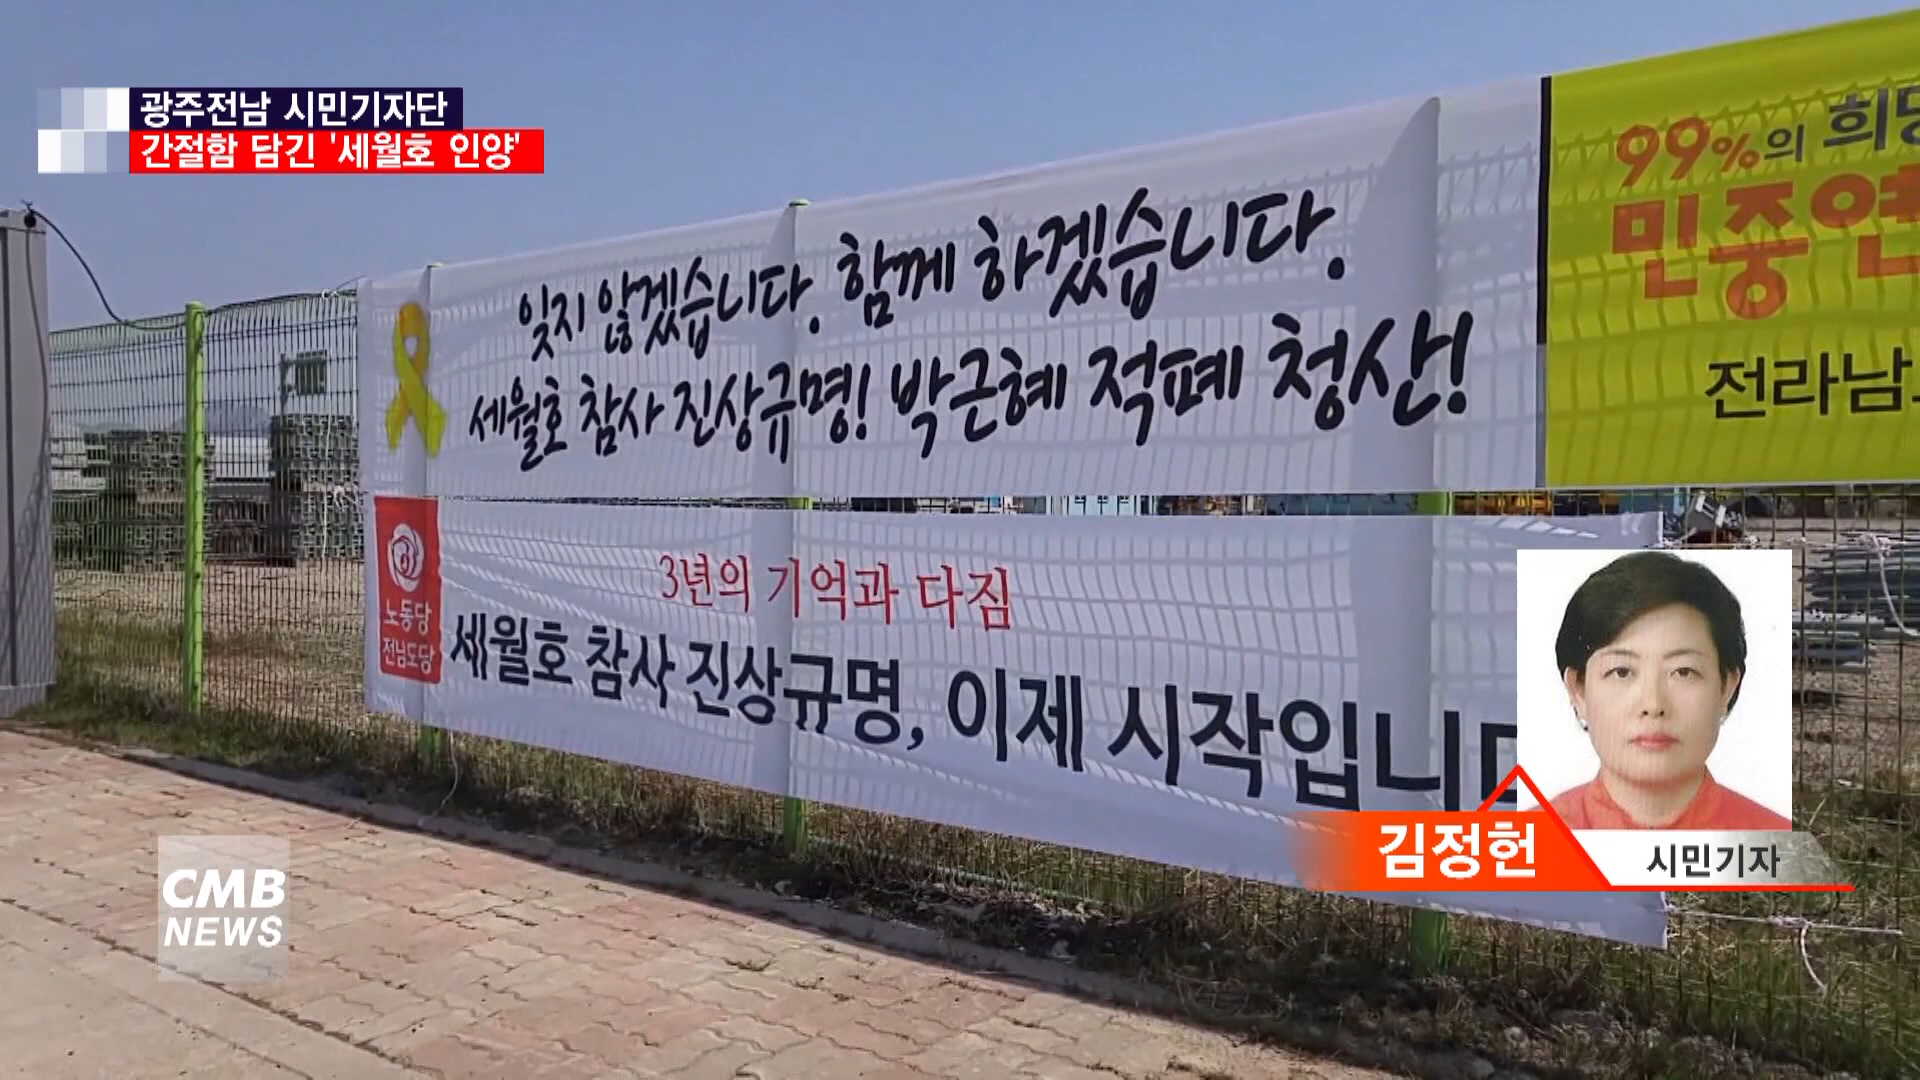 광주전남 시민기자단
간절함 담긴 '세월호 인양'
잊지 않겠습니다. 함께 하겠습니다.
세월호 참사 진상규명! 박근혜 적폐 청산!
99%의
전라남
노동당
전남도당
3년의 기억과 다짐
세월호 참사 진상규명, 이제 시작입니
김정헌
시민기자
CMB
NEWS